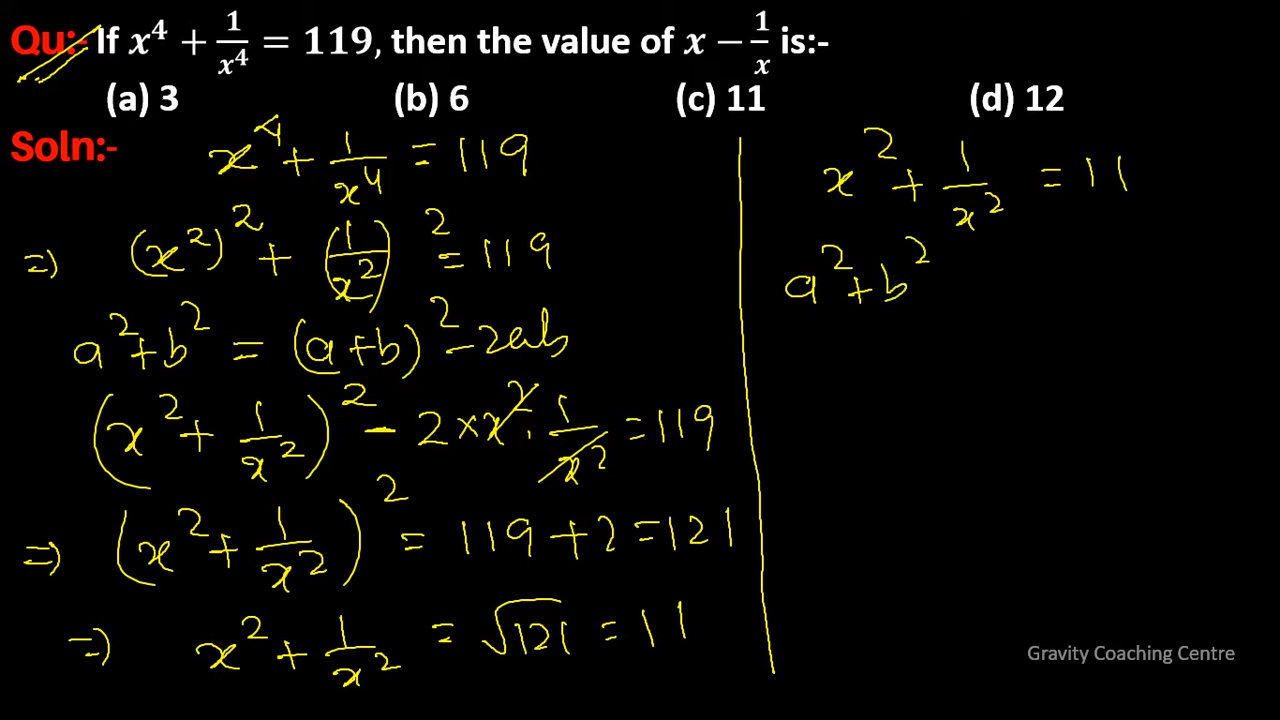 Qu:- If x⁴ + 1/x⁴ = 119, then the value of x − 1/x is:-
(a) 3 (b) 6 (c) 11 (d) 12
Soln:-
x⁴ + 1/x⁴ = 119
=) (x²)² + (1/x²)² = 119
a² + b² = (a + b)² − 2ab
(x² + 1/x²)² − 2 × x² · 1/x² = 119
=) (x² + 1/x²)² = 119 + 2 = 121
=) x² + 1/x² = √121 = 11
x² + 1/x² = 11
a² + b²
Gravity Coaching Centre